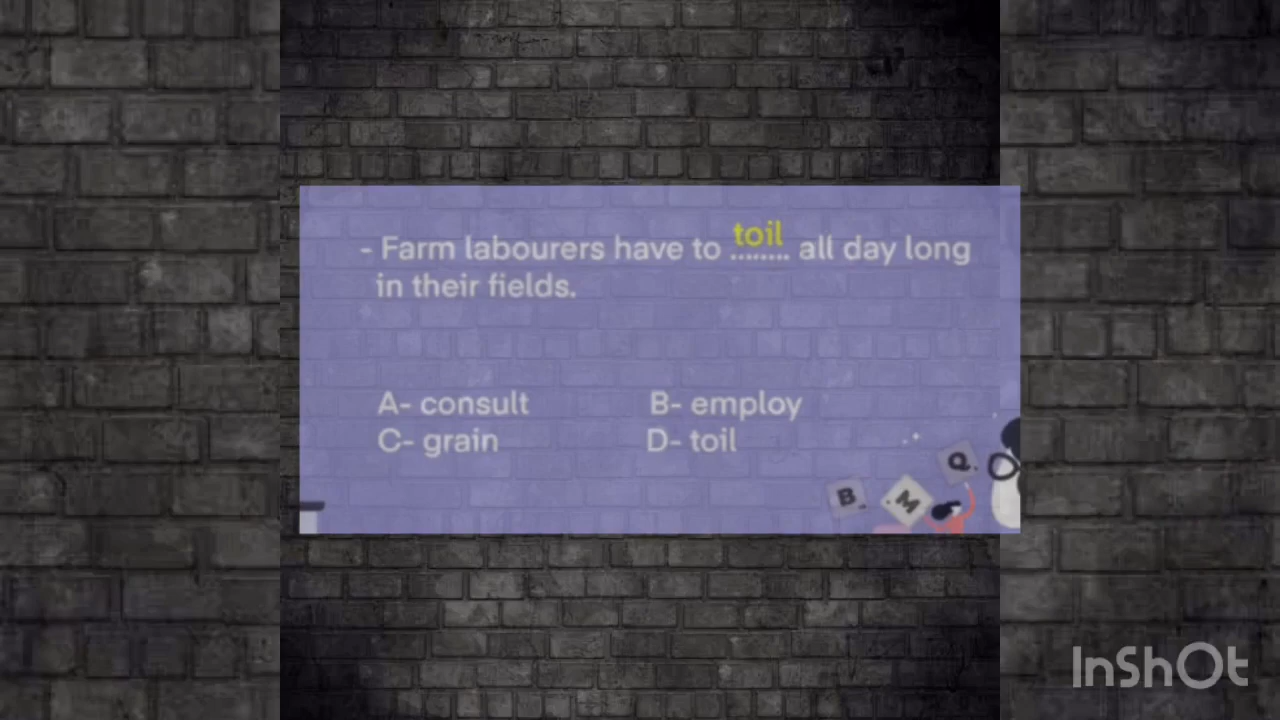 - Farm labourers have to toil ........ all day long
in their fields.
A- consult B- employ
C- grain D- toil
B M Q
InShOt